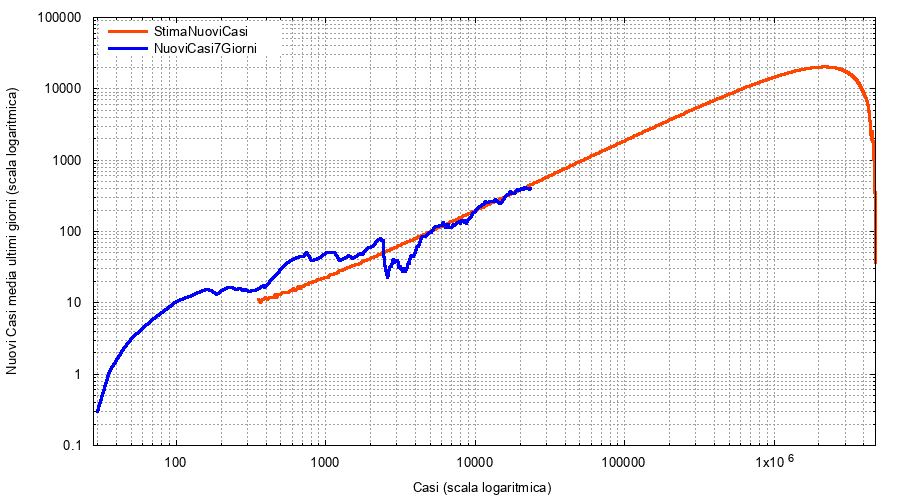 100000
10000
1000
100
10
1
0.1
StimaNuoviCasi
NuoviCasi7Giorni
Nuovi Casi media ultimi giorni (scala logaritmica)
100
1000
10000
100000
1x10 6
Casi (scala logaritmica)